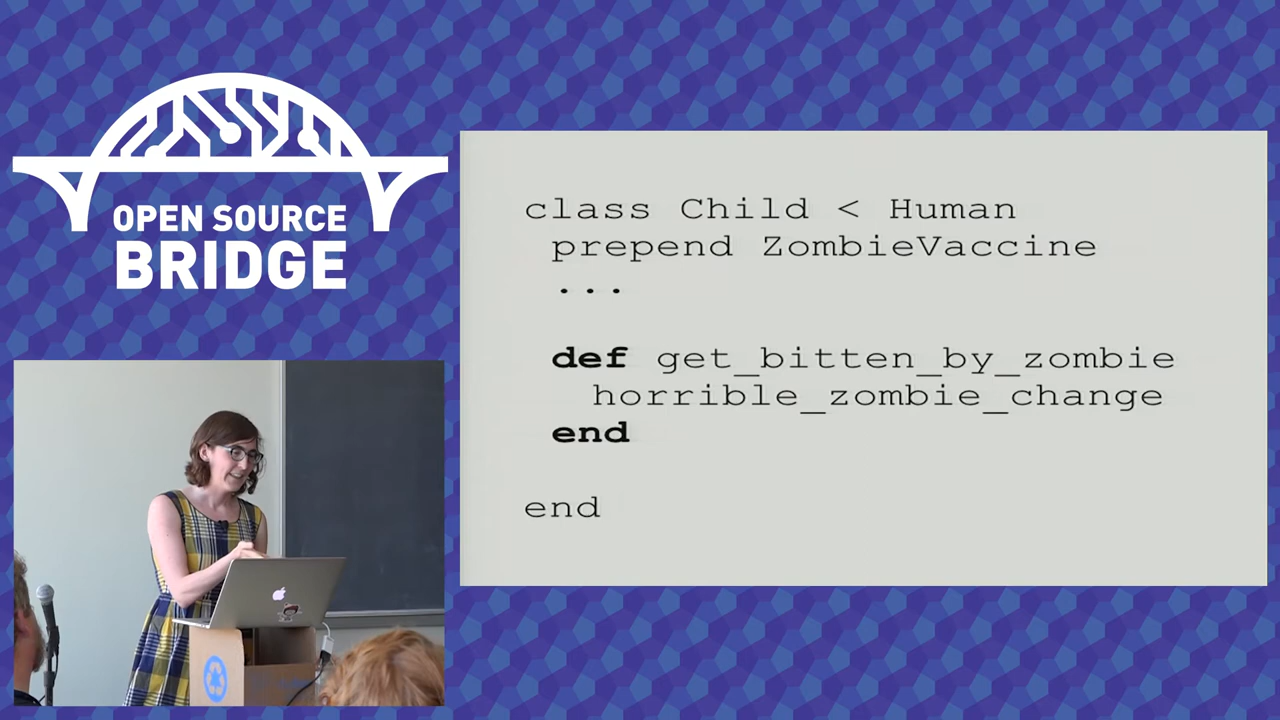 OPEN SOURCE
BRIDGE
class Child < Human
prepend ZombieVaccine
...
def get_bitten_by_zombie
horrible_zombie_change
end
end